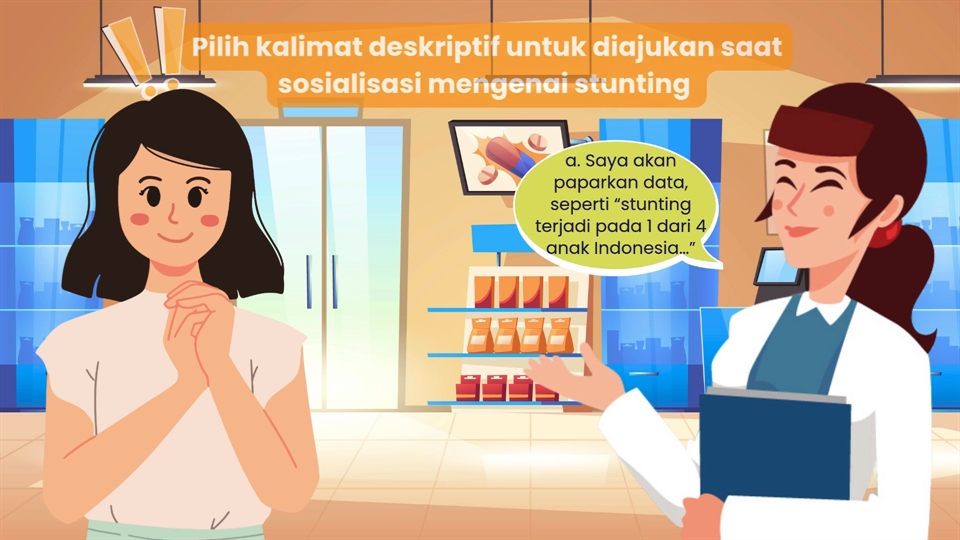 Pilih kalimat deskriptif untuk diajukan saat
sosialisasi mengenai stunting
a. Saya akan
paparkan data,
seperti “stunting
terjadi pada 1 dari 4
anak Indonesia...”